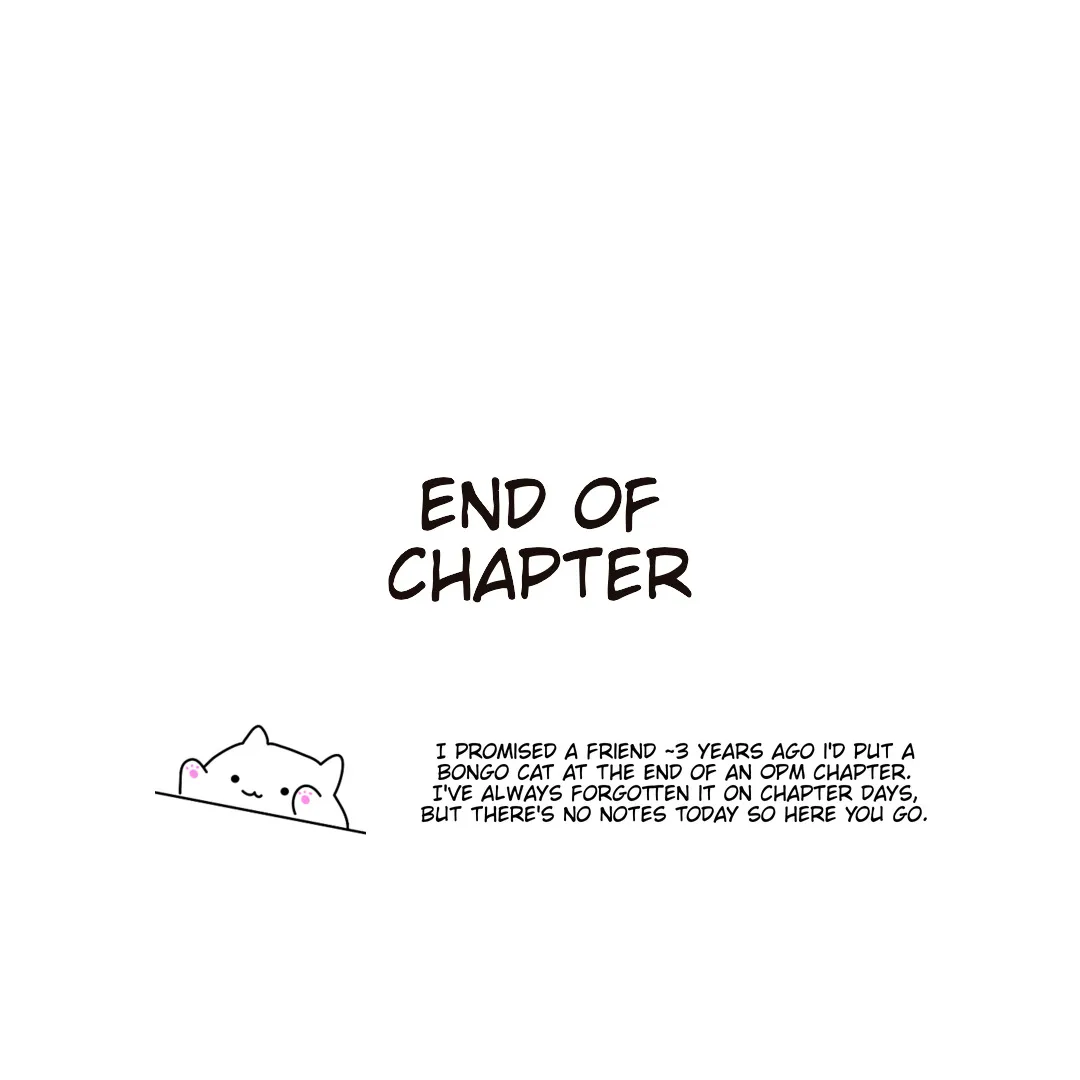 END OF
CHAPTER
I PROMISED A FRIEND ~3 YEARS AGO I'D PUT A
BONGO CAT AT THE END OF AN OPM CHAPTER.
I'VE ALWAYS FORGOTTEN IT ON CHAPTER DAYS,
BUT THERE'S NO NOTES TODAY SO HERE YOU GO.